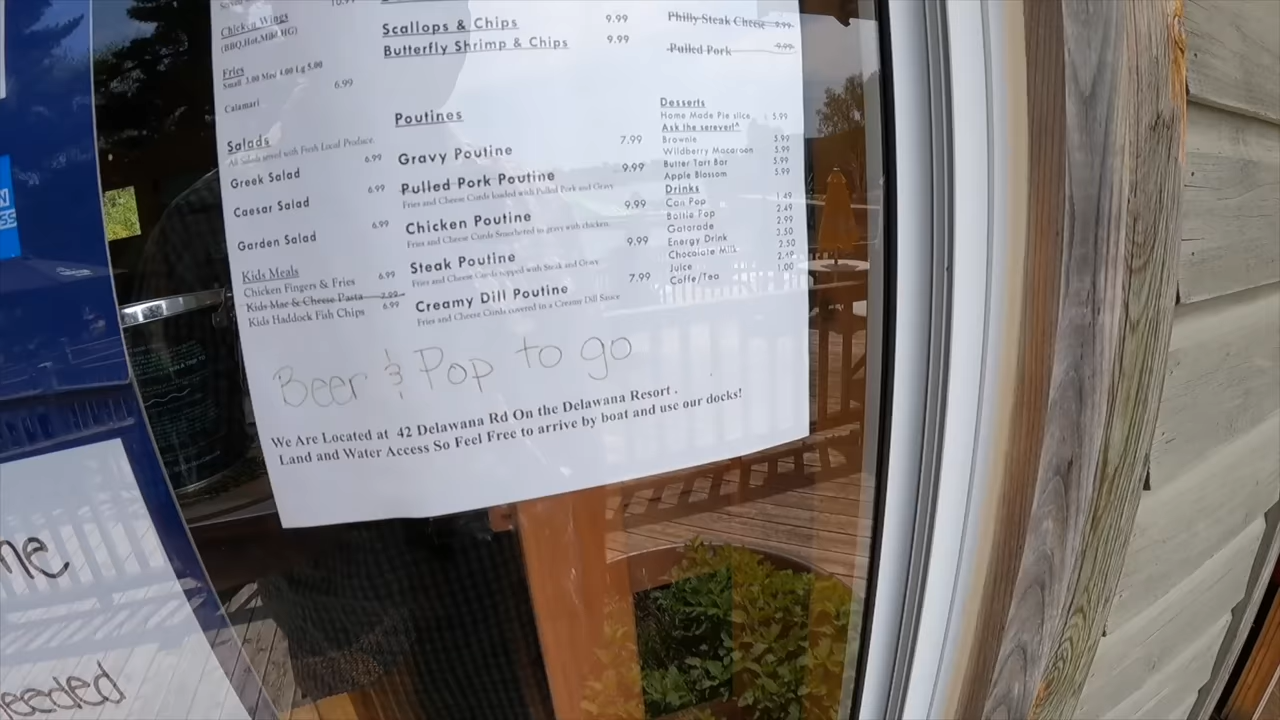 Chicken Wings
(BBQ,Hot,Mild,HG)
Fries
Small 3.00 Med 4.00 Lg 5.00
6.99
Calamari
Salads
All Salads served with Fresh Local Produce.
6.99
Greek Salad
6.99
Caesar Salad
6.99
Garden Salad
Kids Meals
Chicken Fingers & Fries 6.99
Kids Mac & Cheese Pasta 7.99
Kids Haddock Fish Chips 6.99
Scallops & Chips 9.99
Butterfly Shrimp & Chips 9.99
Poutines
7.99
Gravy Poutine
9.99
Pulled Pork Poutine
Fries and Cheese Curds loaded with Pulled Pork and Gravy
9.99
Chicken Poutine
Fries and Cheese Curds Smothered in gravy with chicken.
9.99
Steak Poutine
Fries and Cheese Curds topped with Steak and Gravy
7.99
Creamy Dill Poutine
Fries and Cheese Curds covered in a Creamy Dill Sauce
Philly Steak Cheese 9.99
Pulled Pork 9.99
Desserts
Home Made Pie slice 5.99
Ask the serever!^
Brownie 5.99
Wildberry Macaroon 5.99
Butter Tart Bar 5.99
Apple Blossom 5.99
Drinks
Can Pop 1.49
Bottle Pop 2.49
Gatorade 2.99
Energy Drink 3.50
Chocolate Milk 2.50
Juice 2.49
Coffe/Tea 1.00
Beer & Pop to go
We Are Located at 42 Delawana Rd On the Delawana Resort .
Land and Water Access So Feel Free to arrive by boat and use our docks!